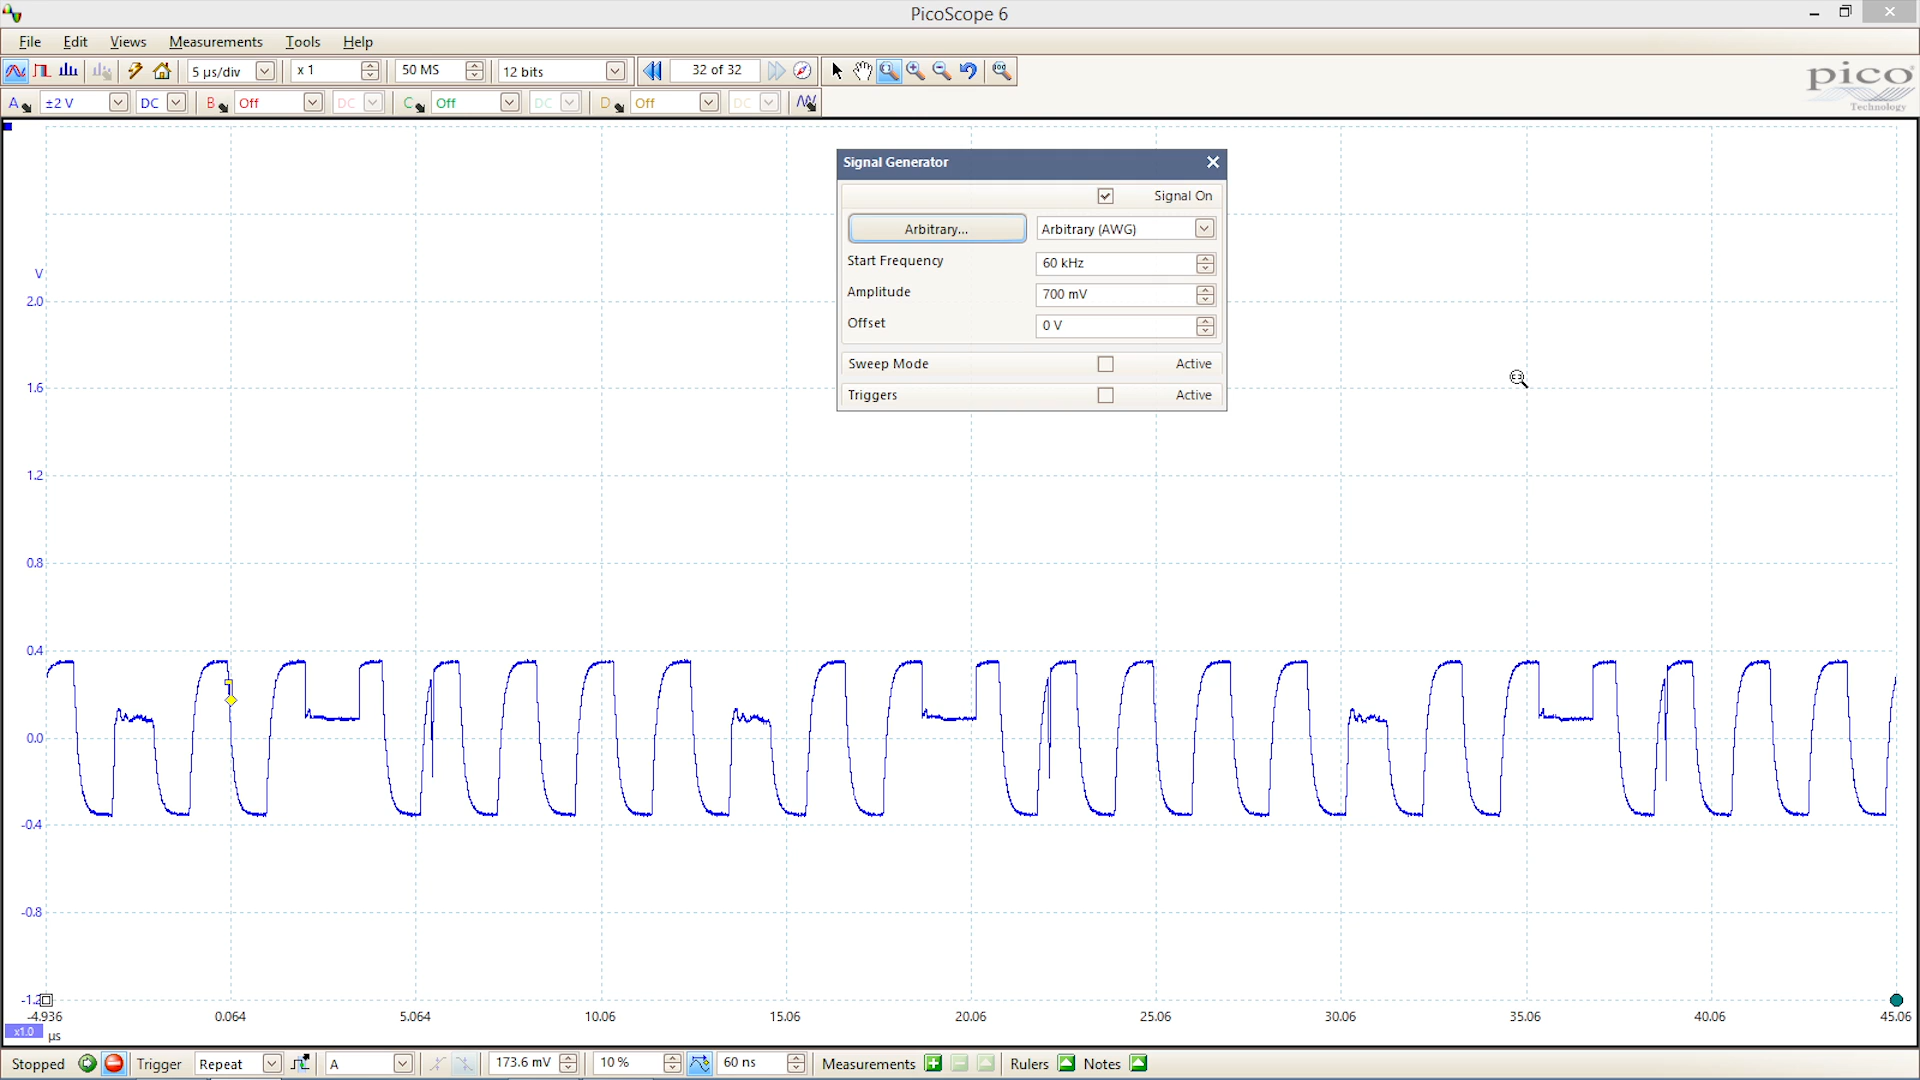 PicoScope 6
File Edit Views Measurements Tools Help
5 µs/div x 1 50 MS 12 bits 32 of 32
pico
Technology
A ±2 V DC B Off DC C Off DC D Off DC
Signal Generator
Signal On
Arbitrary... Arbitrary (AWG)
Start Frequency 60 kHz
Amplitude 700 mV
Offset 0 V
Sweep Mode Active
Triggers Active
V
2.0
1.6
1.2
0.8
0.4
0.0
-0.4
-0.8
-1.2
-4.936 0.064 5.064 10.06 15.06 20.06 25.06 30.06 35.06 40.06 45.06
x1.0 µs
Stopped Trigger Repeat A 173.6 mV 10 % 60 ns Measurements Rulers Notes